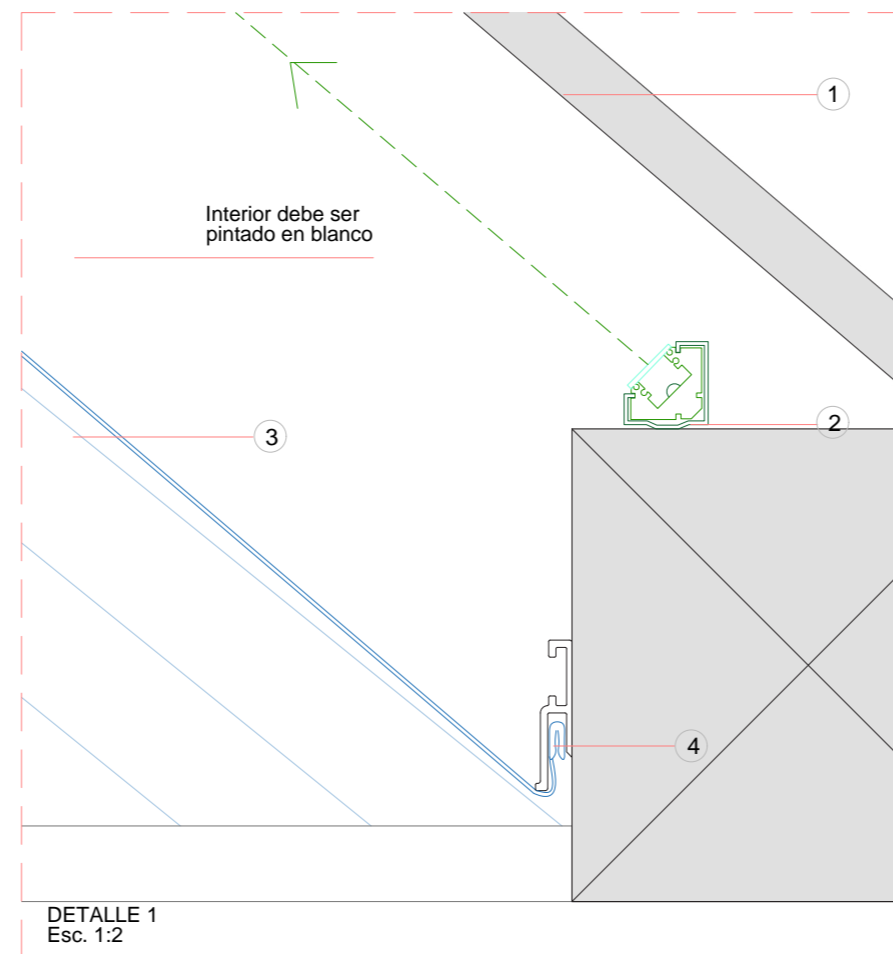 1
Interior debe ser
pintado en blanco
2
3
4
DETALLE 1
Esc. 1:2